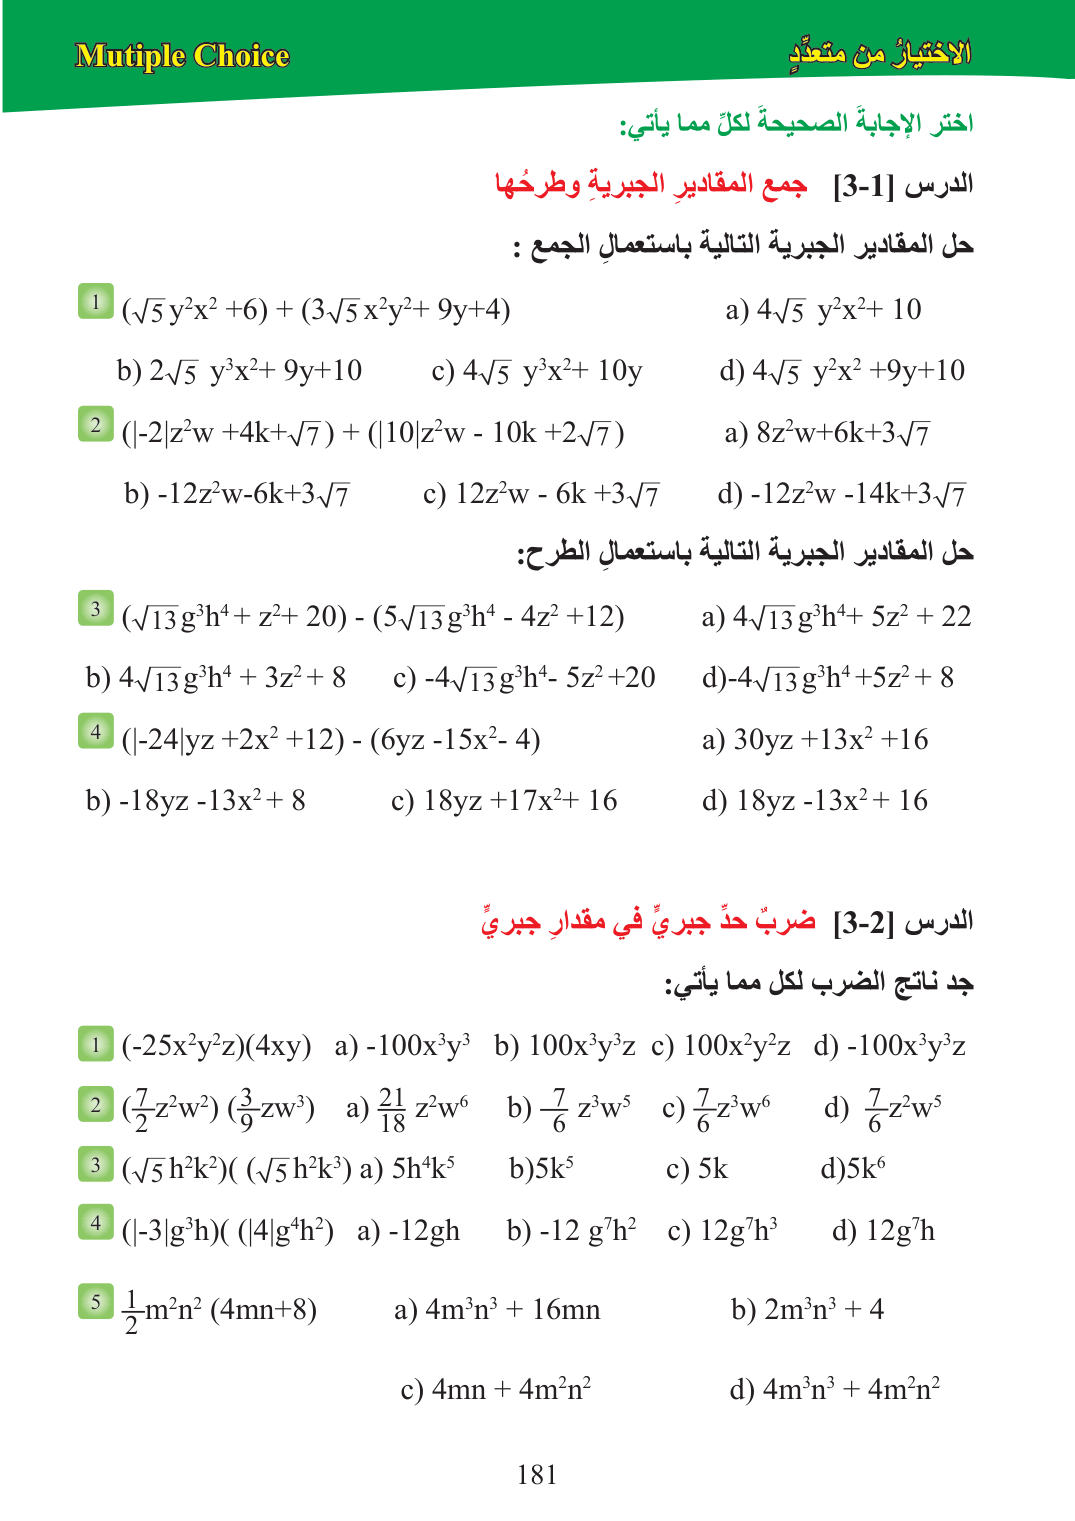 Mutiple Choice الاختيارُ من متعدِّدٍ
اختر الإجابةَ الصحيحةَ لكلِّ مما يأتي:
الدرس [3-1] جمع المقاديرِ الجبريةِ وطرحُها
حل المقادير الجبرية التالية باستعمالِ الجمع :
1 (√5 y²x² +6) + (3√5 x²y²+ 9y+4) a) 4√5 y²x²+ 10
b) 2√5 y³x²+ 9y+10 c) 4√5 y³x²+ 10y d) 4√5 y²x² +9y+10
2 (|-2|z²w +4k+√7 ) + (|10|z²w - 10k +2√7 ) a) 8z²w+6k+3√7
b) -12z²w-6k+3√7 c) 12z²w - 6k +3√7 d) -12z²w -14k+3√7
حل المقادير الجبرية التالية باستعمالِ الطرح:
3 (√13 g³h⁴ + z²+ 20) - (5√13 g³h⁴ - 4z² +12) a) 4√13 g³h⁴+ 5z² + 22
b) 4√13 g³h⁴ + 3z² + 8 c) -4√13 g³h⁴- 5z² +20 d)-4√13 g³h⁴ +5z² + 8
4 (|-24|yz +2x² +12) - (6yz -15x²- 4) a) 30yz +13x² +16
b) -18yz -13x² + 8 c) 18yz +17x²+ 16 d) 18yz -13x² + 16
الدرس [3-2] ضربٌ حدِّ جبريٍّ في مقدارِ جبريٍّ
جد ناتج الضرب لكل مما يأتي:
1 (-25x²y²z)(4xy) a) -100x³y³ b) 100x³y³z c) 100x²y²z d) -100x³y³z
2 (7/2 z²w²) (3/9 zw³) a) 21/18 z²w⁶ b) -7/6 z³w⁵ c) 7/6 z³w⁶ d) 7/6 z²w⁵
3 (√5 h²k²)( (√5 h²k³) a) 5h⁴k⁵ b)5k⁵ c) 5k d)5k⁶
4 (|-3|g³h)( (|4|g⁴h²) a) -12gh b) -12 g⁷h² c) 12g⁷h³ d) 12g⁷h
5 1/2 m²n² (4mn+8) a) 4m³n³ + 16mn b) 2m³n³ + 4
c) 4mn + 4m²n² d) 4m³n³ + 4m²n²
181